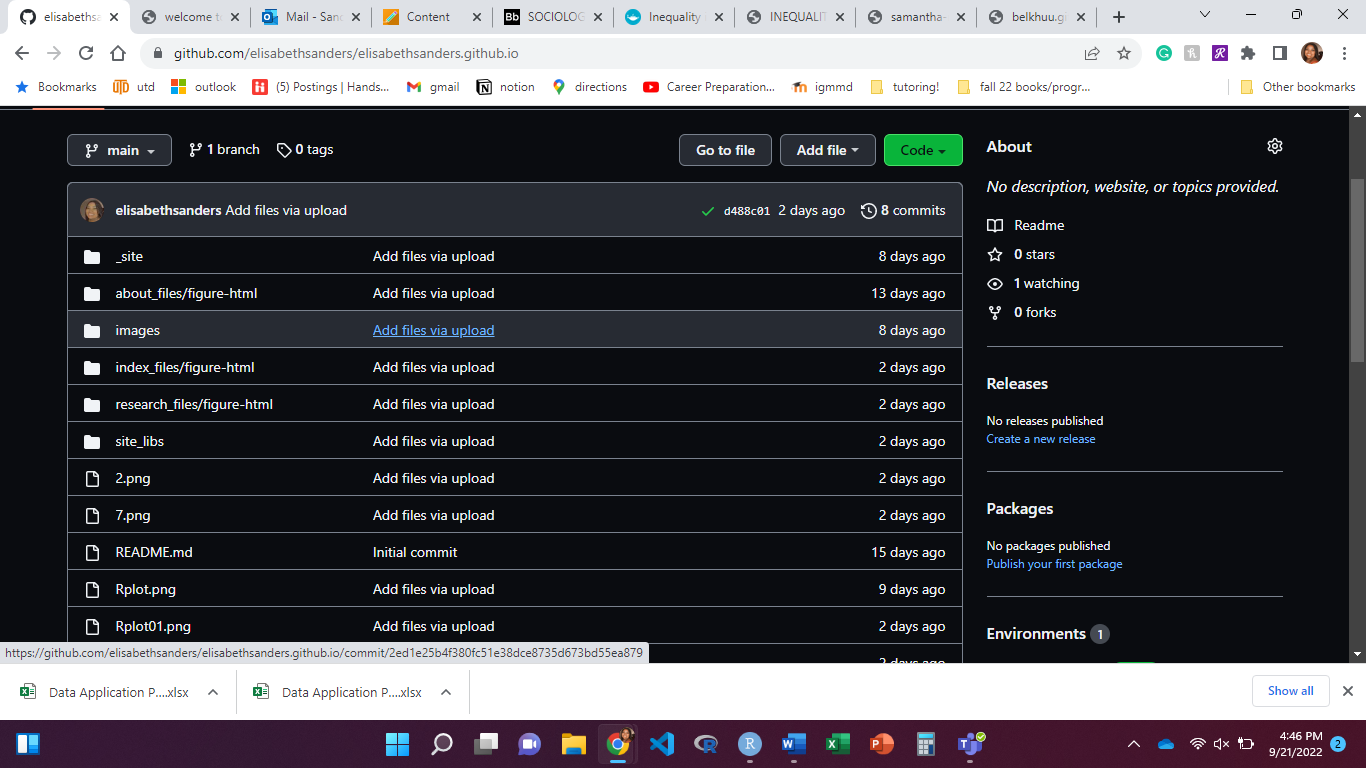 elisabeths
welcome t
Mail - San
Content
Bb SOCIOLOG
Inequality
INEQUALIT
samantha-
belkhuu.gi
github.com/elisabethsanders/elisabethsanders.github.io
Bookmarks
utd
outlook
(5) Postings | Hands...
gmail
notion
directions
Career Preparation...
igmmd
tutoring!
fall 22 books/progr...
Other bookmarks
main
1 branch
0 tags
Go to file
Add file
Code
About
No description, website, or topics provided.
elisabethsanders Add files via upload
d488c01 2 days ago
8 commits
Readme
_site Add files via upload 8 days ago
0 stars
about_files/figure-html Add files via upload 13 days ago
1 watching
images Add files via upload 8 days ago
0 forks
index_files/figure-html Add files via upload 2 days ago
Releases
research_files/figure-html Add files via upload 2 days ago
No releases published
Create a new release
site_libs Add files via upload 2 days ago
2.png Add files via upload 2 days ago
Packages
7.png Add files via upload 2 days ago
No packages published
README.md Initial commit 15 days ago
Publish your first package
Rplot.png Add files via upload 9 days ago
Rplot01.png Add files via upload 2 days ago
Environments 1
https://github.com/elisabethsanders/elisabethsanders.github.io/commit/2ed1e25b4f380fc51e38dce8735d673bd55ea879
2 days ago
Data Application P....xlsx
Data Application P....xlsx
Show all
4:46 PM
9/21/2022
2